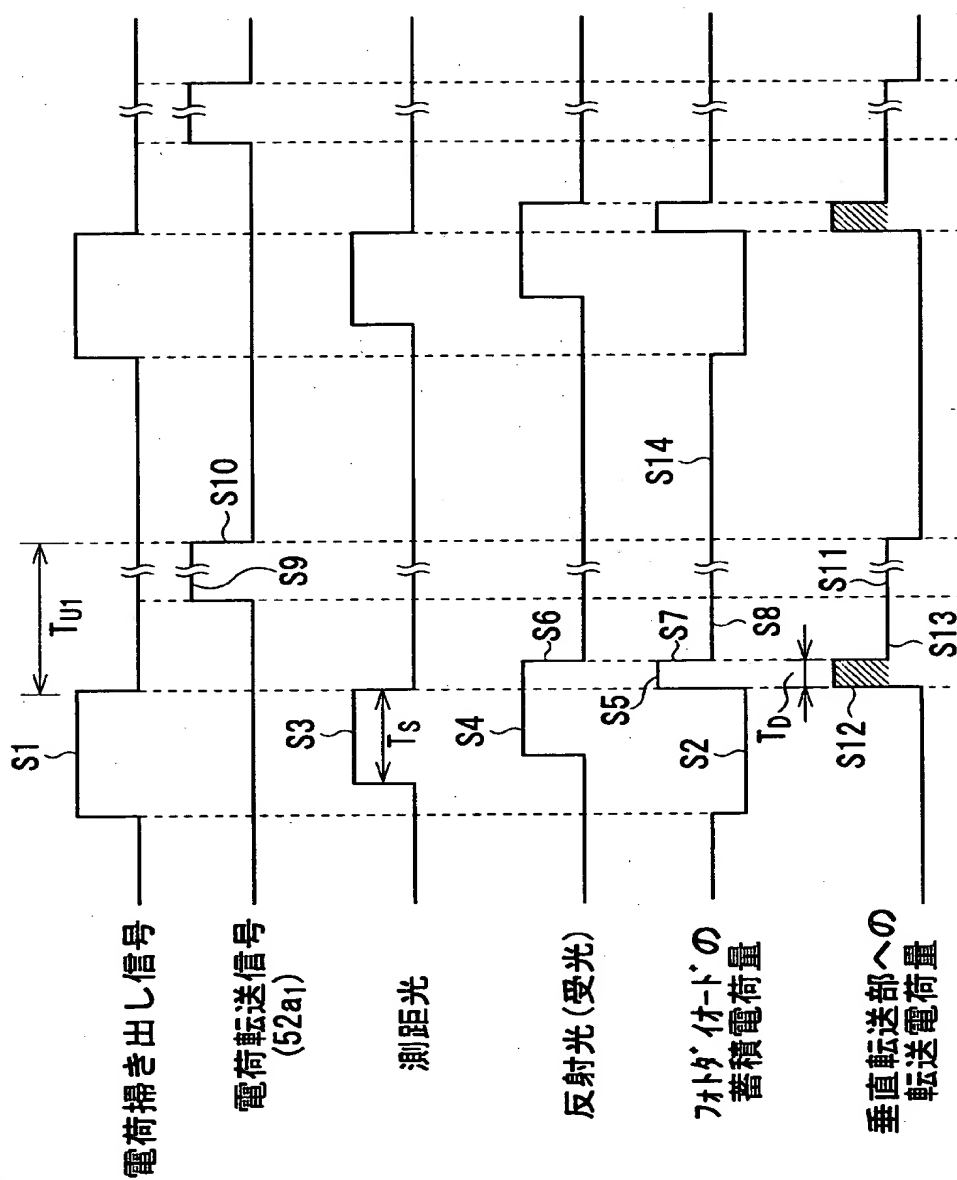 電荷掃き出し信号
S1
TU1
電荷転送信号
(52a1)
S9
S10
測距光
S3
TS
反射光(受光)
S4
S6
フォトダイオードの
蓄積電荷量
S2
S5
S7
S8
S14
TD
垂直転送部への
転送電荷量
S12
S13
S11